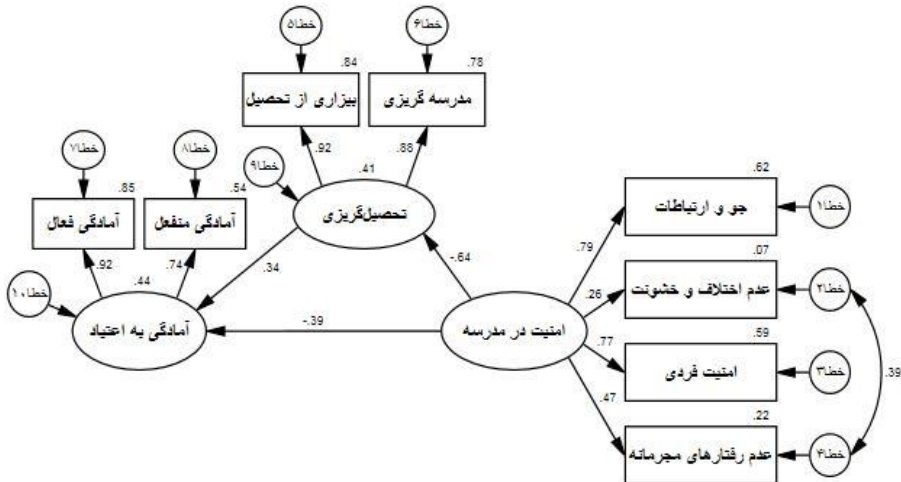 خطا۵
خطا۶
.84
.78
بیزاری از تحصیل
مدرسه گریزی
خطا۷
خطا۸
خطا۹
.92
.88
.41
.62
.85
.54
تحصیل‌گریزی
جو و ارتباطات
خطا۱
آمادگی فعال
آمادگی منفعل
.79
.07
.92
.74
.34
-.64
.26
عدم اختلاف و خشونت
خطا۲
خطا۱۰
.44
آمادگی به اعتیاد
-.39
امنیت در مدرسه
.59
.77
امنیت فردی
خطا۳
.39
.47
.22
عدم رفتارهای مجرمانه
خطا۴